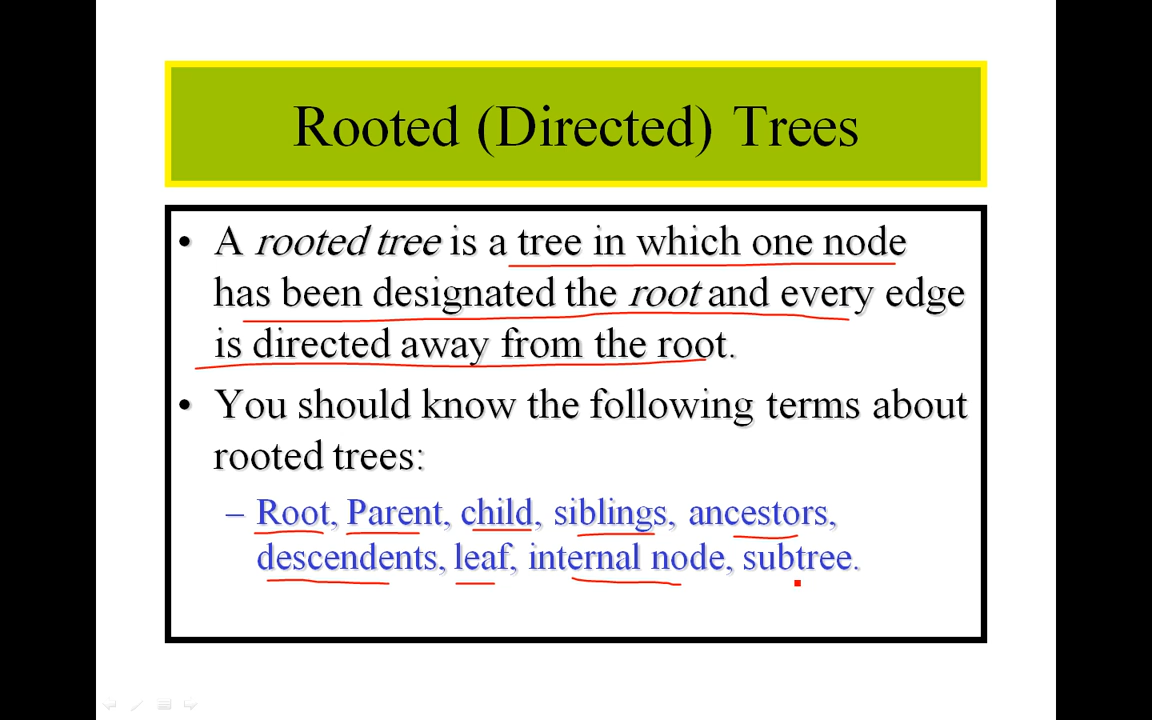 Rooted (Directed) Trees
• A rooted tree is a tree in which one node
has been designated the root and every edge
is directed away from the root.
• You should know the following terms about
rooted trees:
– Root, Parent, child, siblings, ancestors,
descendents, leaf, internal node, subtree.